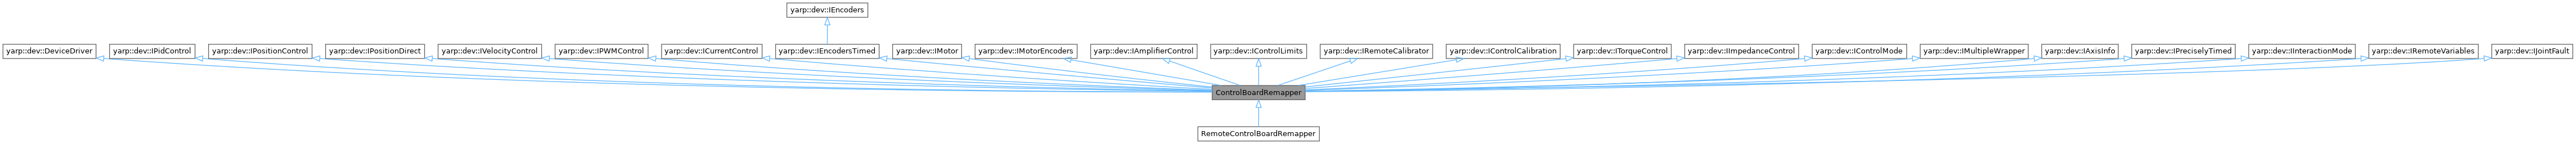 yarp::dev::IEncoders
yarp::dev::DeviceDriver
yarp::dev::IPidControl
yarp::dev::IPositionControl
yarp::dev::IPositionDirect
yarp::dev::IVelocityControl
yarp::dev::IPWMControl
yarp::dev::ICurrentControl
yarp::dev::IEncodersTimed
yarp::dev::IMotor
yarp::dev::IMotorEncoders
yarp::dev::IAmplifierControl
yarp::dev::IControlLimits
yarp::dev::IRemoteCalibrator
yarp::dev::IControlCalibration
yarp::dev::ITorqueControl
yarp::dev::IImpedanceControl
yarp::dev::IControlMode
yarp::dev::IMultipleWrapper
yarp::dev::IAxisInfo
yarp::dev::IPreciselyTimed
yarp::dev::IInteractionMode
yarp::dev::IRemoteVariables
yarp::dev::IJointFault
ControlBoardRemapper
RemoteControlBoardRemapper